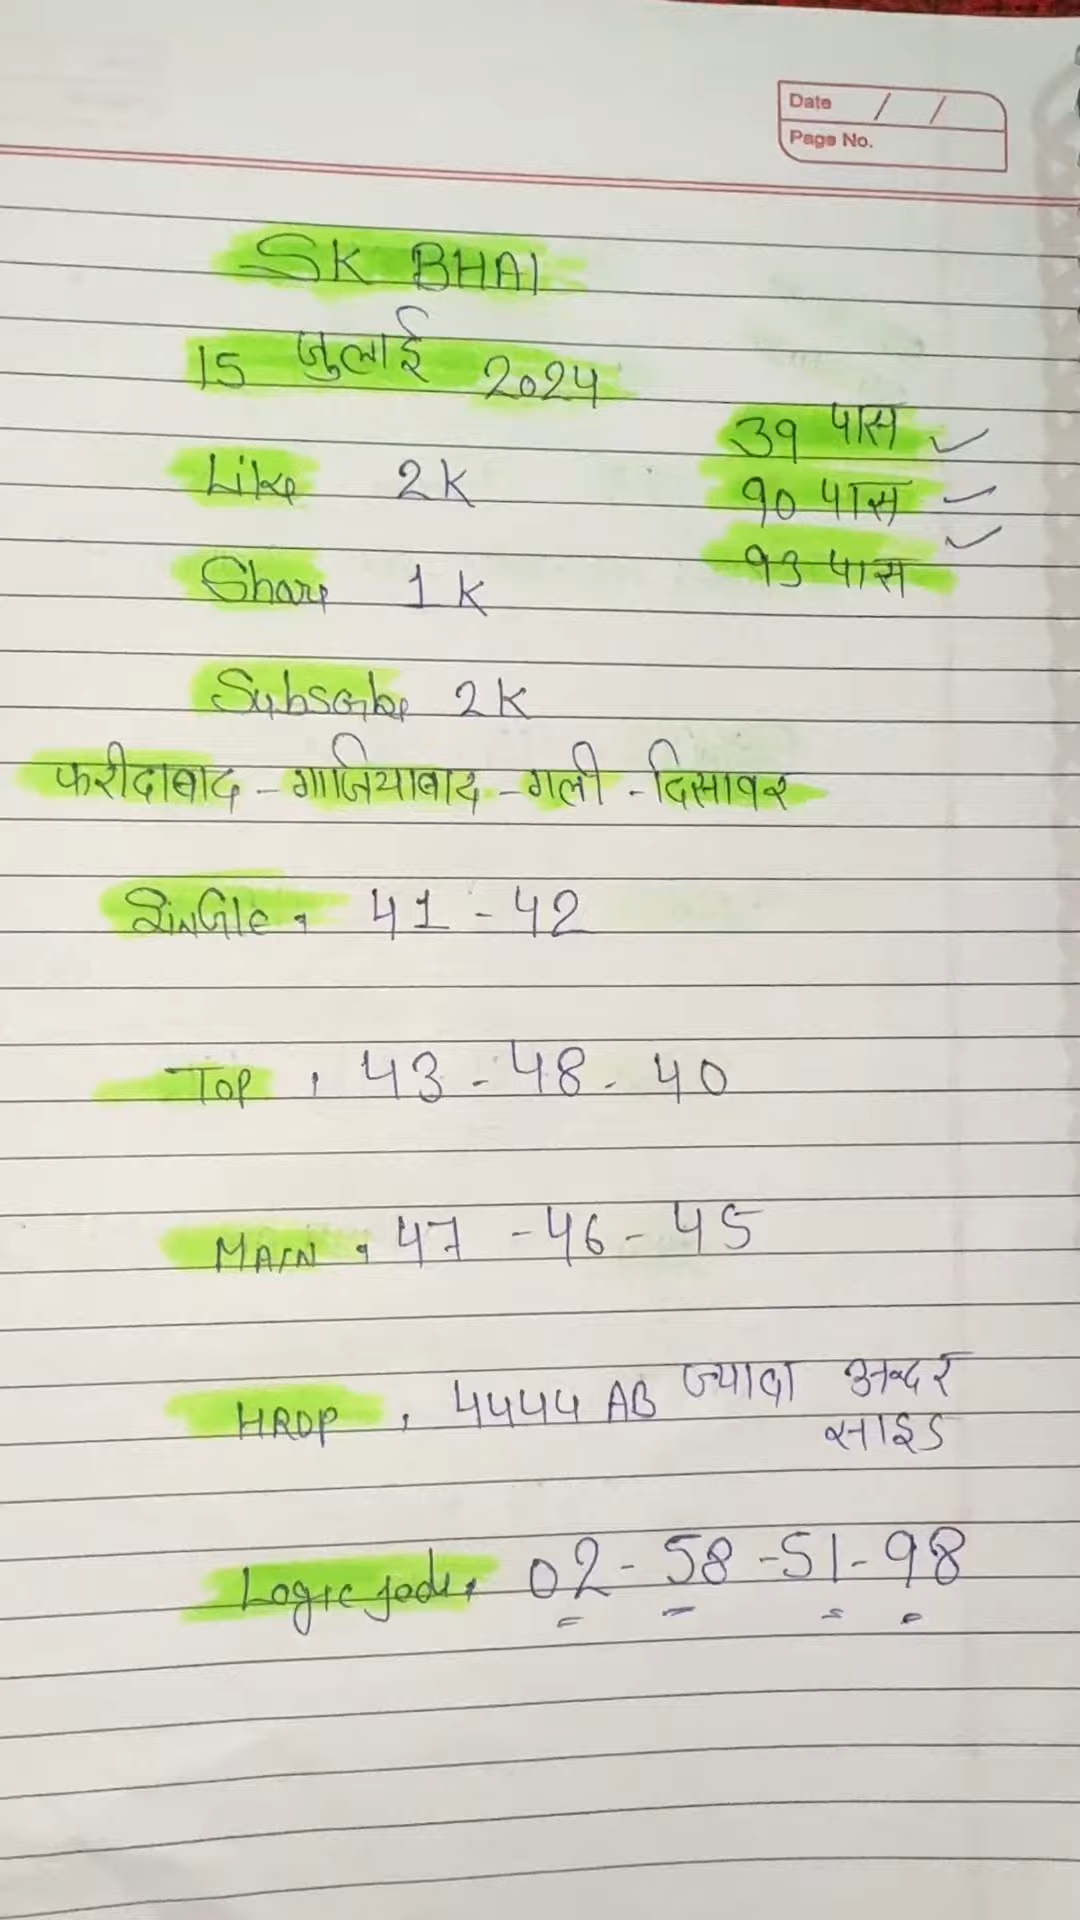 Date / /
Page No.
SK BHAI
15 जुलाई 2024
39 पास
Like 2K
90 पास
93 पास
Share 1K
Subscribe 2K
फरीदाबाद - गाजियाबाद - गली - दिसावर
SinGle, 41 - 42
TOP, 43 - 48 - 40
MAIN, 47 - 46 - 45
HROP, 4444 AB ज्यादा अन्दर
साइड
Logic jodi, 02 - 58 - 51 - 98